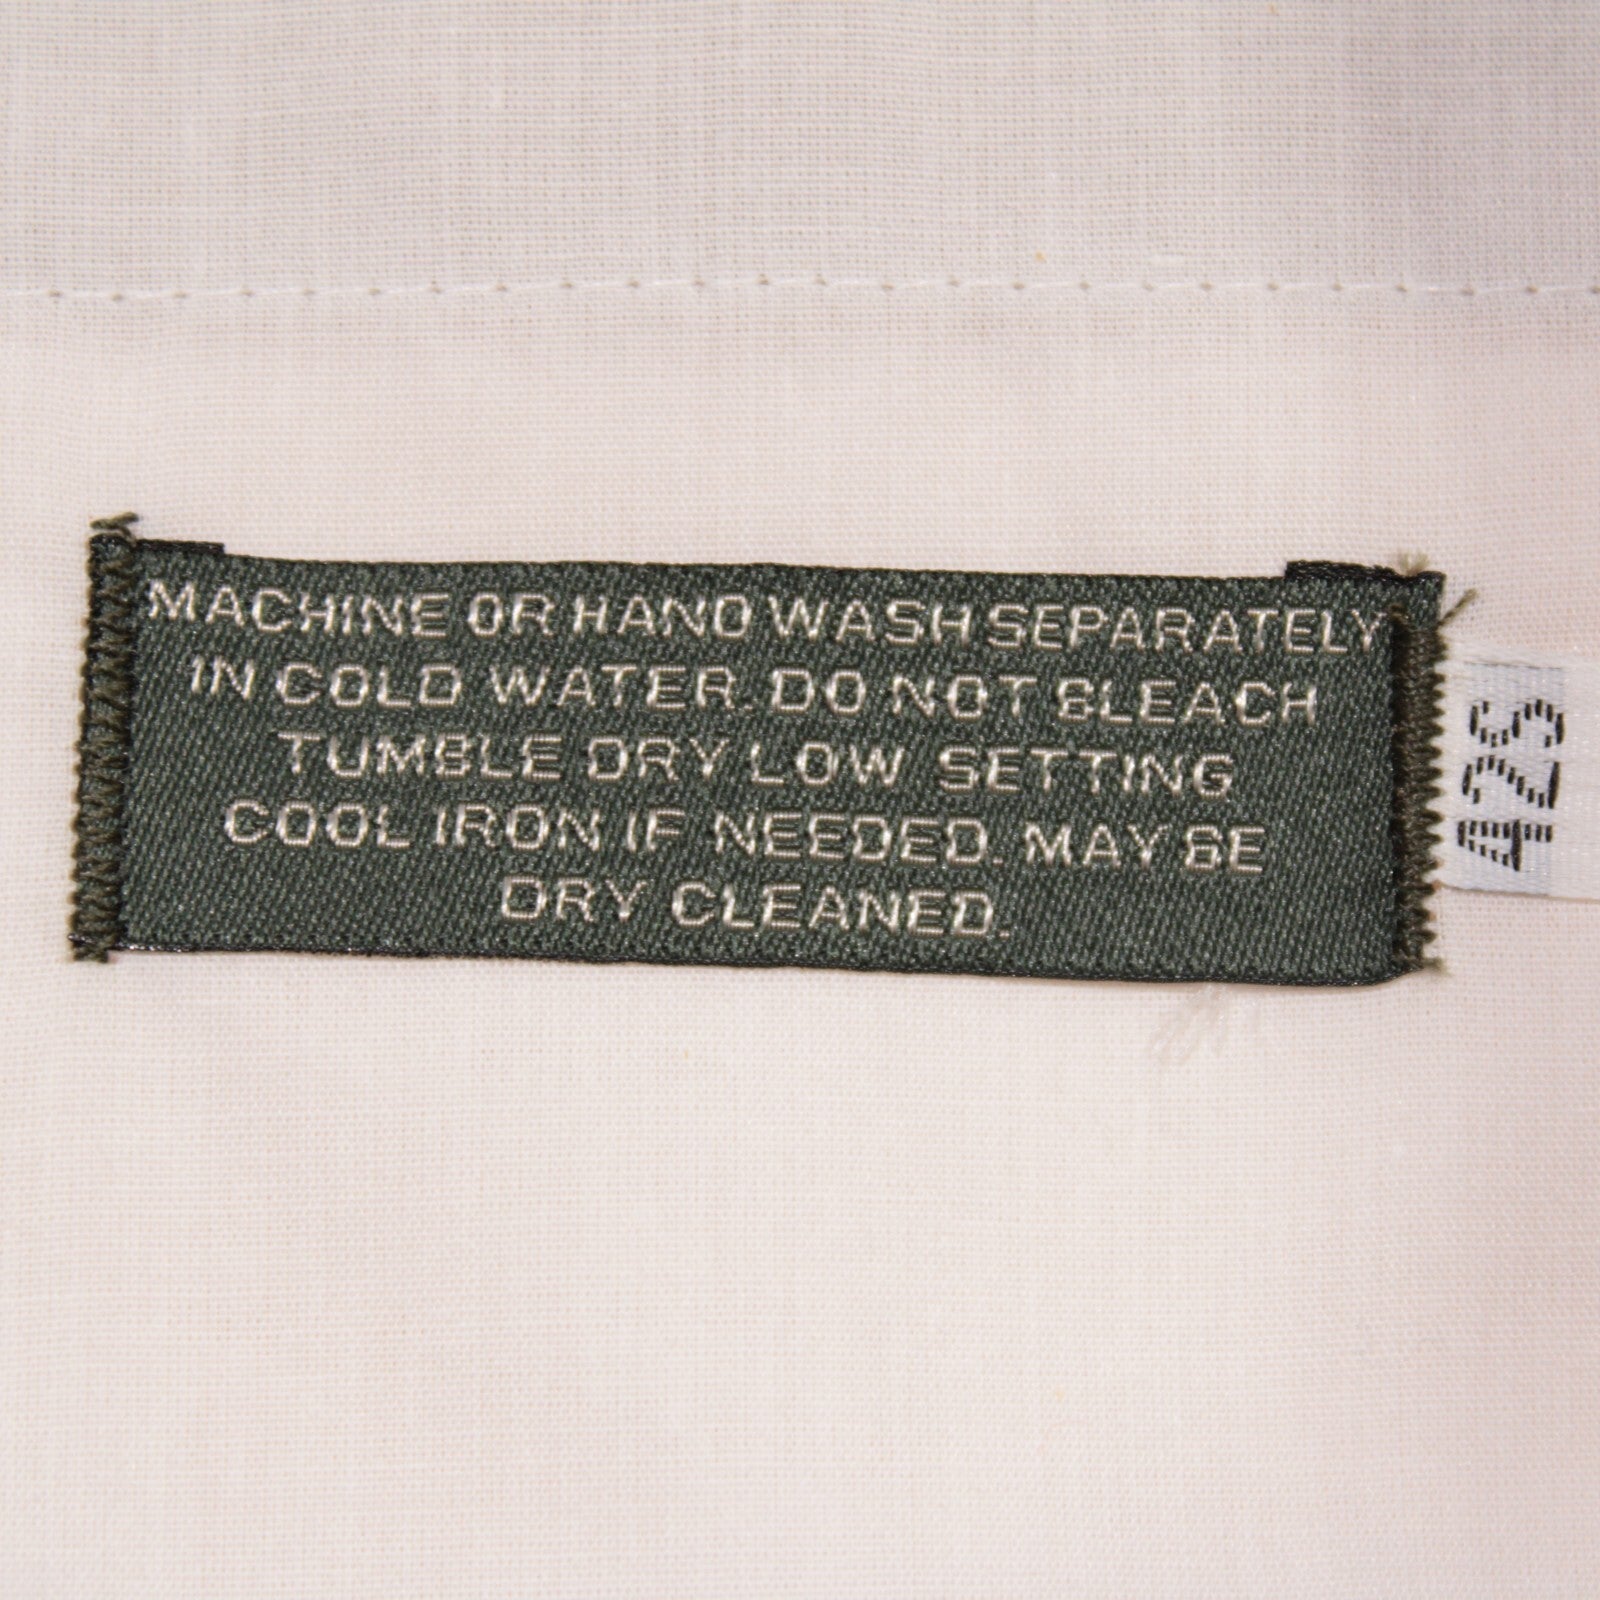 MACHINE OR HAND WASH SEPARATELY
IN COLD WATER. DO NOT BLEACH
TUMBLE DRY LOW SETTING
COOL IRON IF NEEDED. MAY BE
DRY CLEANED.
42S